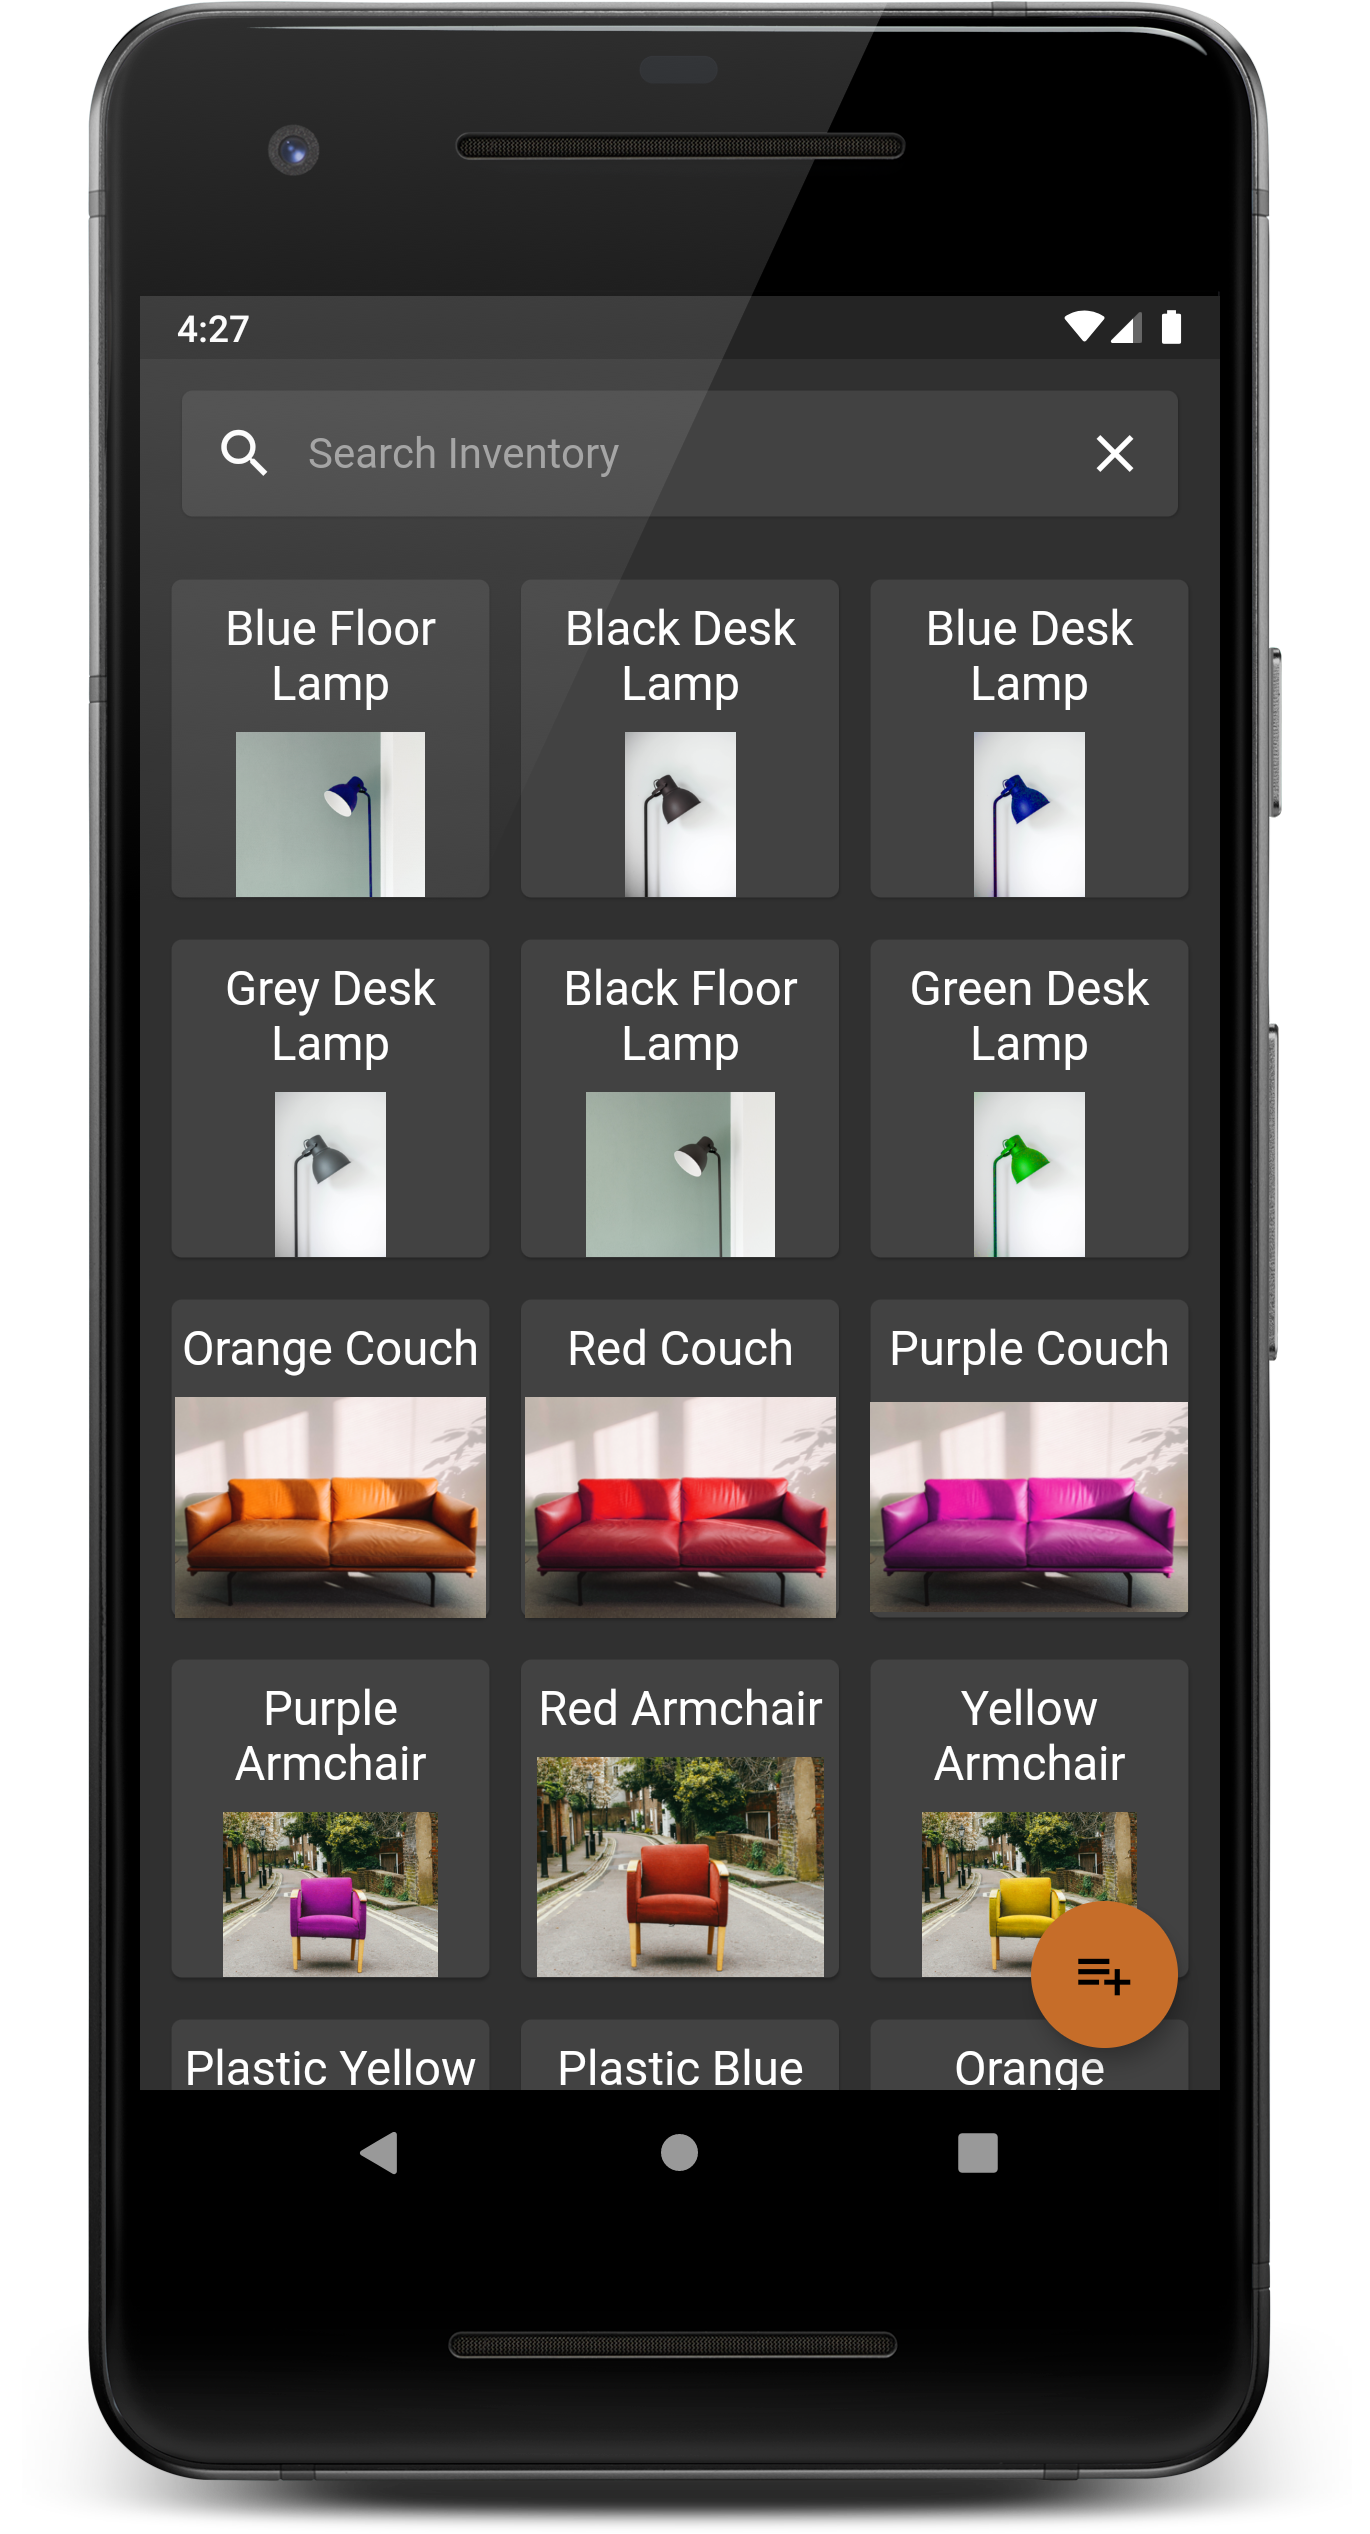 4:27
Search Inventory
Blue Floor
Lamp
Black Desk
Lamp
Blue Desk
Lamp
Grey Desk
Lamp
Black Floor
Lamp
Green Desk
Lamp
Orange Couch
Red Couch
Purple Couch
Purple
Armchair
Red Armchair
Yellow
Armchair
Plastic Yellow
Plastic Blue
Orange